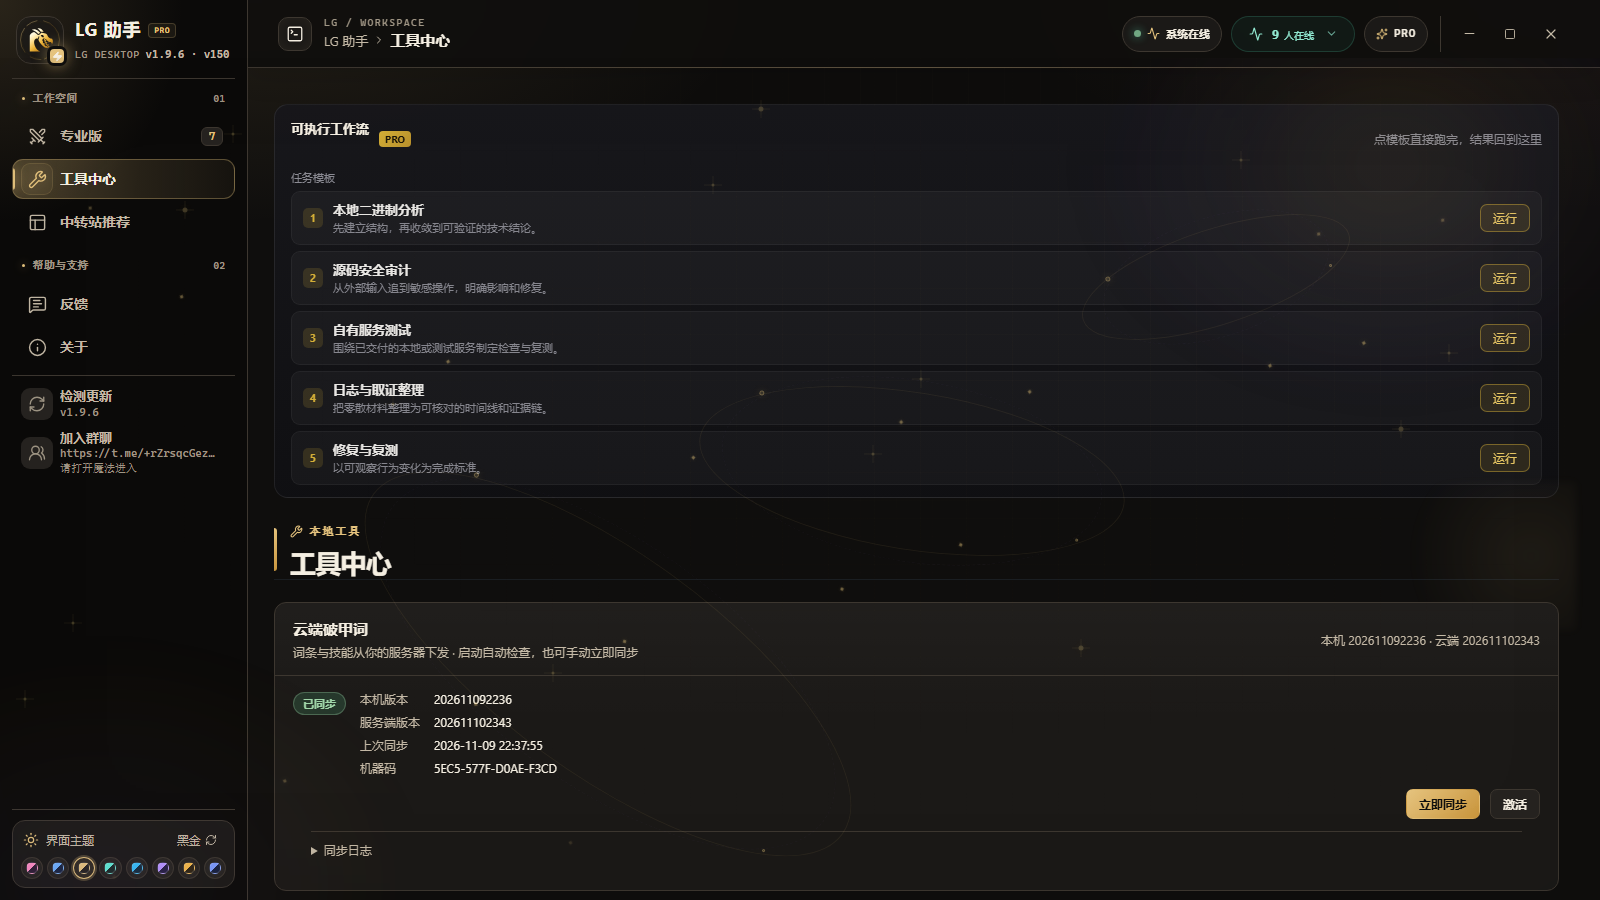 LG 助手 PRO
LG DESKTOP v1.9.6 · v150
工作空间 01
专业版 7
工具中心
中转站推荐
帮助与支持 02
反馈
关于
检测更新
v1.9.6
加入群聊
https://t.me/+rZrsqcGez…
请打开魔法进入
界面主题 黑金
LG / WORKSPACE
LG 助手 > 工具中心
系统在线
9 人在线
PRO
可执行工作流 PRO
点模板直接跑完，结果回到这里
任务模板
1 本地二进制分析
先建立结构，再收敛到可验证的技术结论。
运行
2 源码安全审计
从外部输入追到敏感操作，明确影响和修复。
运行
3 自有服务测试
围绕已交付的本地或测试服务制定检查与复测。
运行
4 日志与取证整理
把零散材料整理为可核对的时间线和证据链。
运行
5 修复与复测
以可观察行为变化为完成标准。
运行
本地工具
工具中心
云端破甲词
词条与技能从你的服务器下发 · 启动自动检查，也可手动立即同步
本机 202611092236 · 云端 202611102343
已同步
本机版本 202611092236
服务端版本 202611102343
上次同步 2026-11-09 22:37:55
机器码 5EC5-577F-D0AE-F3CD
立即同步 激活
▶ 同步日志